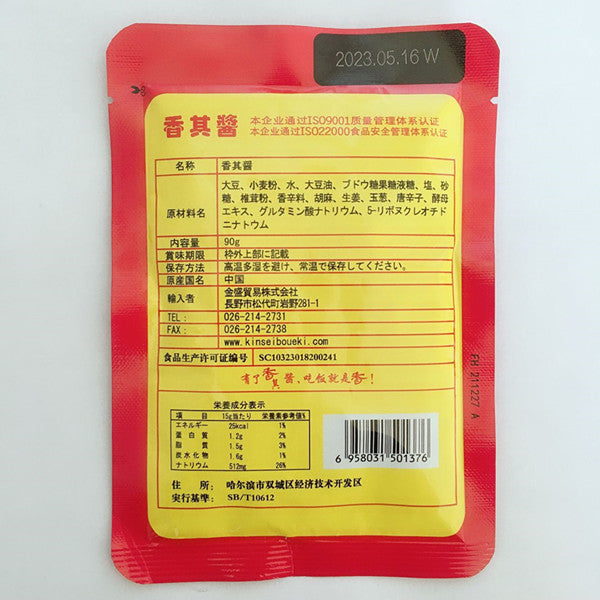 2023.05.16 W
香其醬
本企业通过ISO9001质量管理体系认证
本企业通过ISO22000食品安全管理体系认证
名称 香其醤
原材料名 大豆、小麦粉、水、大豆油、ブドウ糖果糖液糖、塩、砂
糖、椎茸粉、香辛料、胡麻、生姜、玉葱、唐辛子、酵母
エキス、グルタミン酸ナトリウム、5-リボヌクレオチド
ニナトウム
内容量 90g
賞味期限 枠外上部に記載
保存方法 高温多湿を避け、常温で保存してください。
原産国名 中国
輸入者 金盛貿易株式会社
長野市松代町岩野281-1
TEL: 026-214-2731
FAX: 026-214-2738
www.kinseiboueki.com
食品生产许可证编号 SC10323018200241
有了香其酱,吃饭就是香!
栄養成分表示
項目 15g当たり 栄養素参考値%
エネルギー 25kcal 1%
蛋白質 1.2g 2%
脂質 1.5g 3%
炭水化物 1.6g 1%
ナトリウム 512mg 26%
6 958031 501376
住所: 哈尔滨市双城区经济技术开发区
実行基準: SB/T10612
PH 211227 A